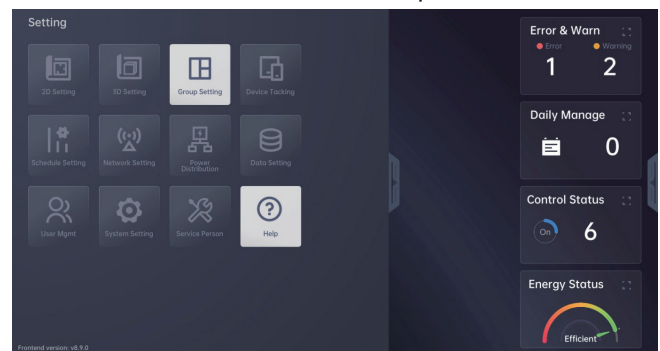 Setting
2D Setting
3D Setting
Group Setting
Device Tacking
Schedule Setting
Network Setting
Power
Distribution
Data Setting
User Mgmt
System Setting
Service Person
Help
Frontend version: v8.9.0
Error & Warn
Error
Warning
1
2
Daily Manage
0
Control Status
On
6
Energy Status
Efficient